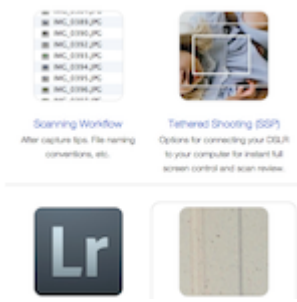 IMG_0389.JPG
IMG_0390.JPG
IMG_0392.JPG
IMG_0393.JPG
IMG_0394.JPG
IMG_0395.JPG
IMG_0396.JPG
Scanning Workflow
After capture tips. File naming
conventions, etc.
Tethered Shooting (SSP)
Options for connecting your DSLR
to your computer for instant full
screen control and scan review.
Lr